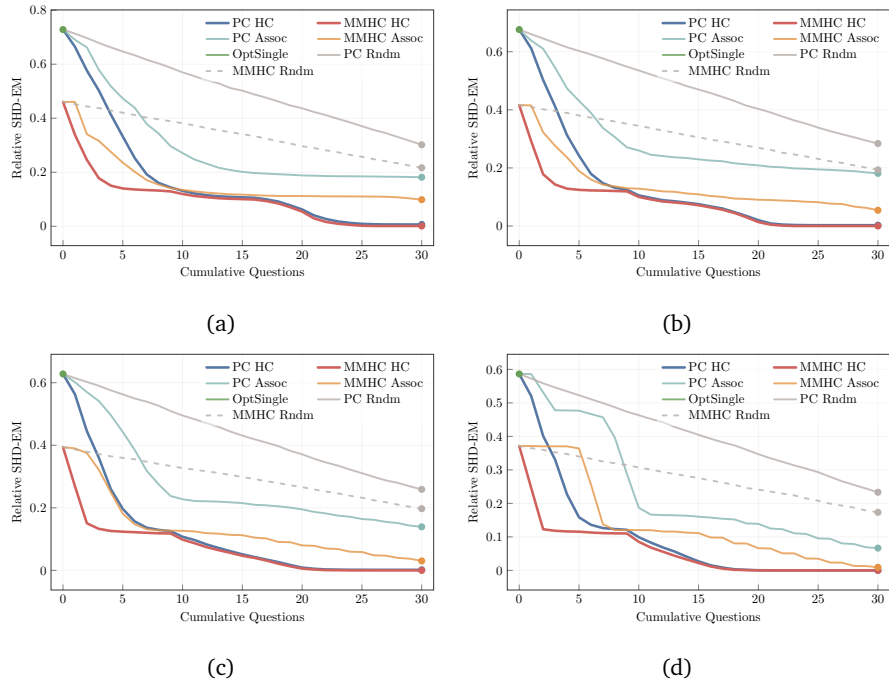 PC HC MMHC HC
PC Assoc MMHC Assoc
OptSingle PC Rndm
MMHC Rndm
0.8
0.6
0.4
0.2
0
Relative SHD-EM
0 5 10 15 20 25 30
Cumulative Questions
(a)
PC HC MMHC HC
PC Assoc MMHC Assoc
OptSingle PC Rndm
MMHC Rndm
0.6
0.4
0.2
0
Relative SHD-EM
0 5 10 15 20 25 30
Cumulative Questions
(b)
PC HC MMHC HC
PC Assoc MMHC Assoc
OptSingle PC Rndm
MMHC Rndm
0.6
0.4
0.2
0
Relative SHD-EM
0 5 10 15 20 25 30
Cumulative Questions
(c)
PC HC MMHC HC
PC Assoc MMHC Assoc
OptSingle PC Rndm
MMHC Rndm
0.6
0.5
0.4
0.3
0.2
0.1
0
Relative SHD-EM
0 5 10 15 20 25 30
Cumulative Questions
(d)